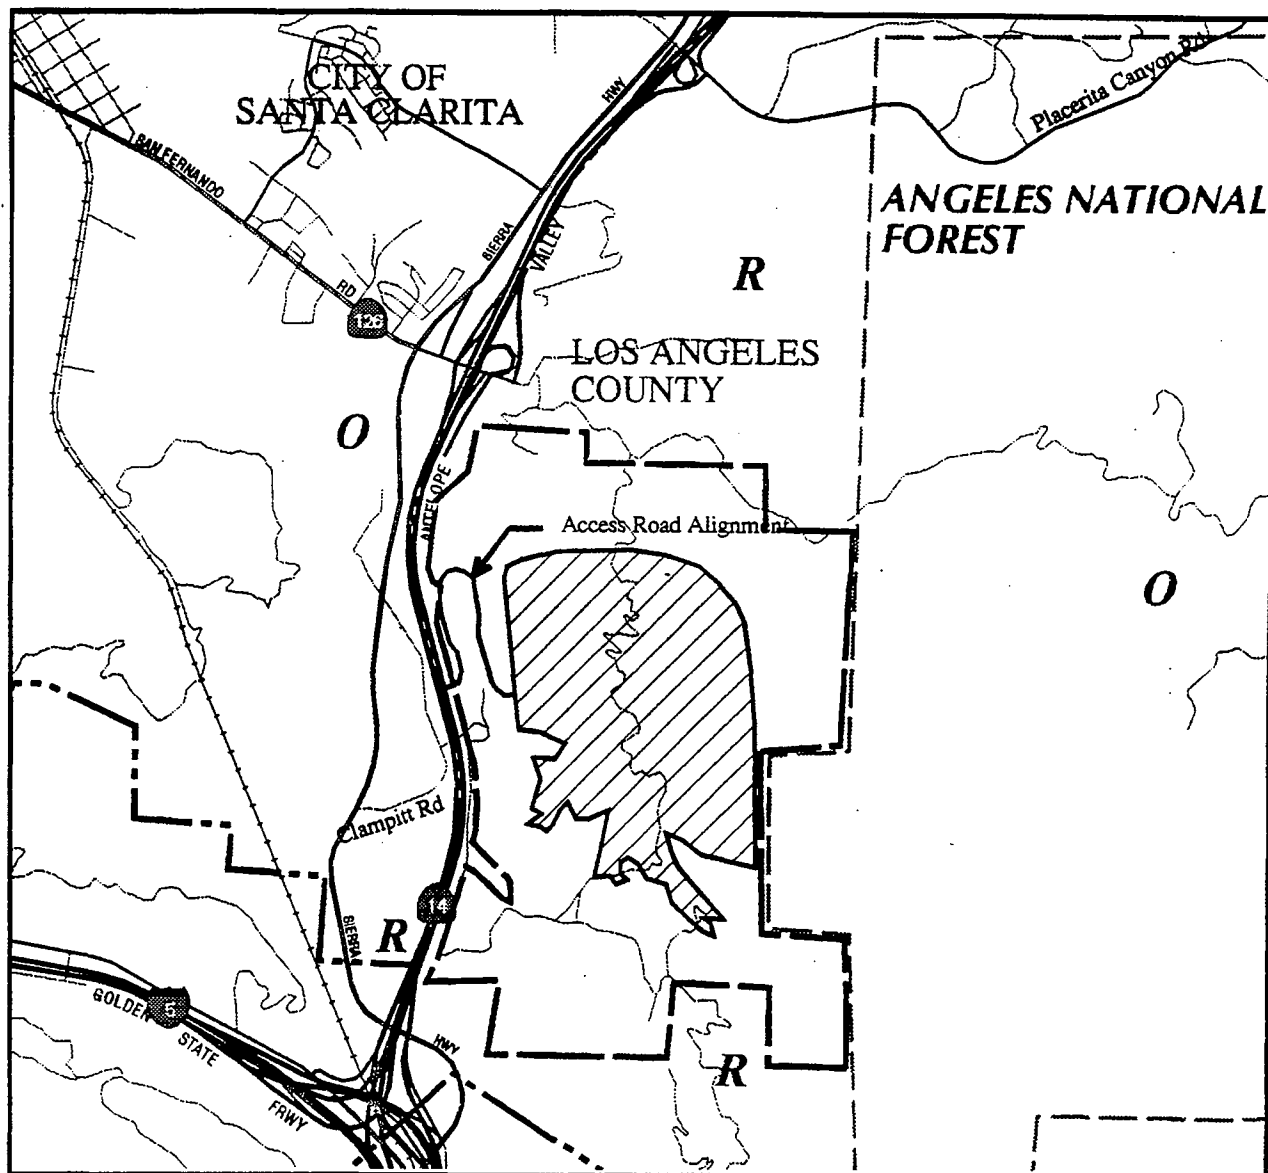 CITY OF
SANTA CLARITA
HWY
Placerita Canyon Rd
SAN FERNANDO
ANGELES NATIONAL
FOREST
SIERRA
VALLEY
R
RD
126
LOS ANGELES
COUNTY
O
ANTELOPE
Access Road Alignment
O
Clampitt Rd
14
SIERRA
R
GOLDEN
5
STATE
HWY
R
FRWY